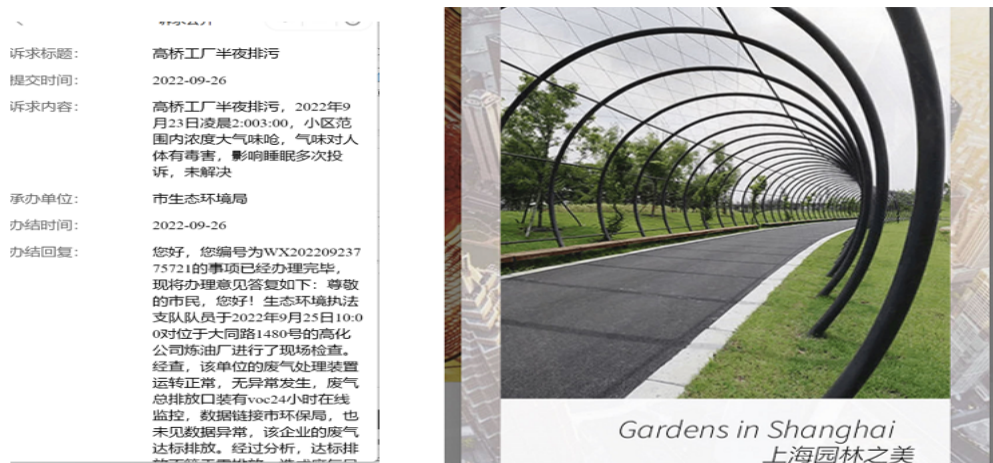 诉求标题：
高桥工厂半夜排污
提交时间：
2022-09-26
诉求内容：
高桥工厂半夜排污，2022年9
月23日凌晨2:003:00，小区范
围内浓度大气味呛，气味对人
体有毒害，影响睡眠多次投
诉，未解决
承办单位：
市生态环境局
办结时间：
2022-09-26
办结回复：
您好，您编号为WX202209237
75721的事项已经办理完毕，
现将办理意见答复如下：尊敬
的市民，您好！生态环境执法
支队队员于2022年9月25日10:0
0对位于大同路1480号的高化
公司炼油厂进行了现场检查。
经查，该单位的废气处理装置
运转正常，无异常发生，废气
总排放口装有voc24小时在线
监控，数据链接市环保局，也
未见数据异常，该企业的废气
达标排放。经过分析，达标排
Gardens in Shanghai
上海园林之美